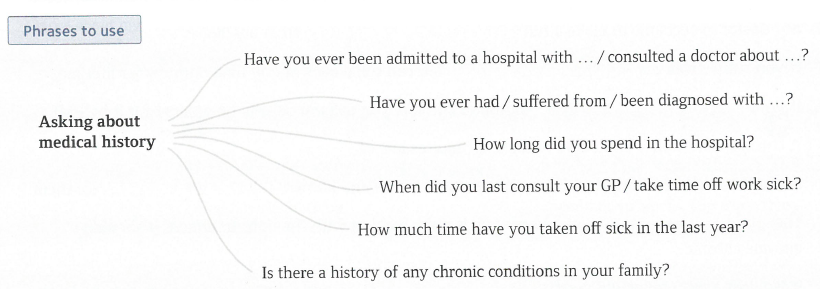 Phrases to use
Have you ever been admitted to a hospital with … / consulted a doctor about …?
Have you ever had / suffered from / been diagnosed with …?
Asking about
medical history
How long did you spend in the hospital?
When did you last consult your GP / take time off work sick?
How much time have you taken off sick in the last year?
Is there a history of any chronic conditions in your family?